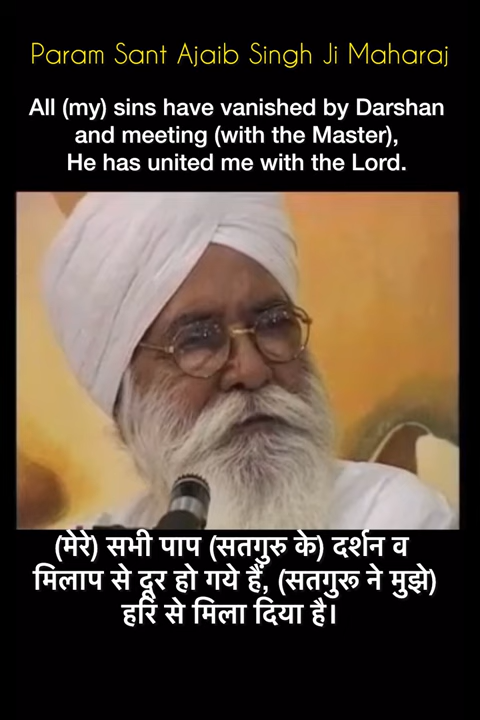 Param Sant Ajaib Singh Ji Maharaj
All (my) sins have vanished by Darshan
and meeting (with the Master),
He has united me with the Lord.
(मेरे) सभी पाप (सतगुरु के) दर्शन व
मिलाप से दूर हो गये हैं, (सतगुरू ने मुझे)
हरि से मिला दिया है।